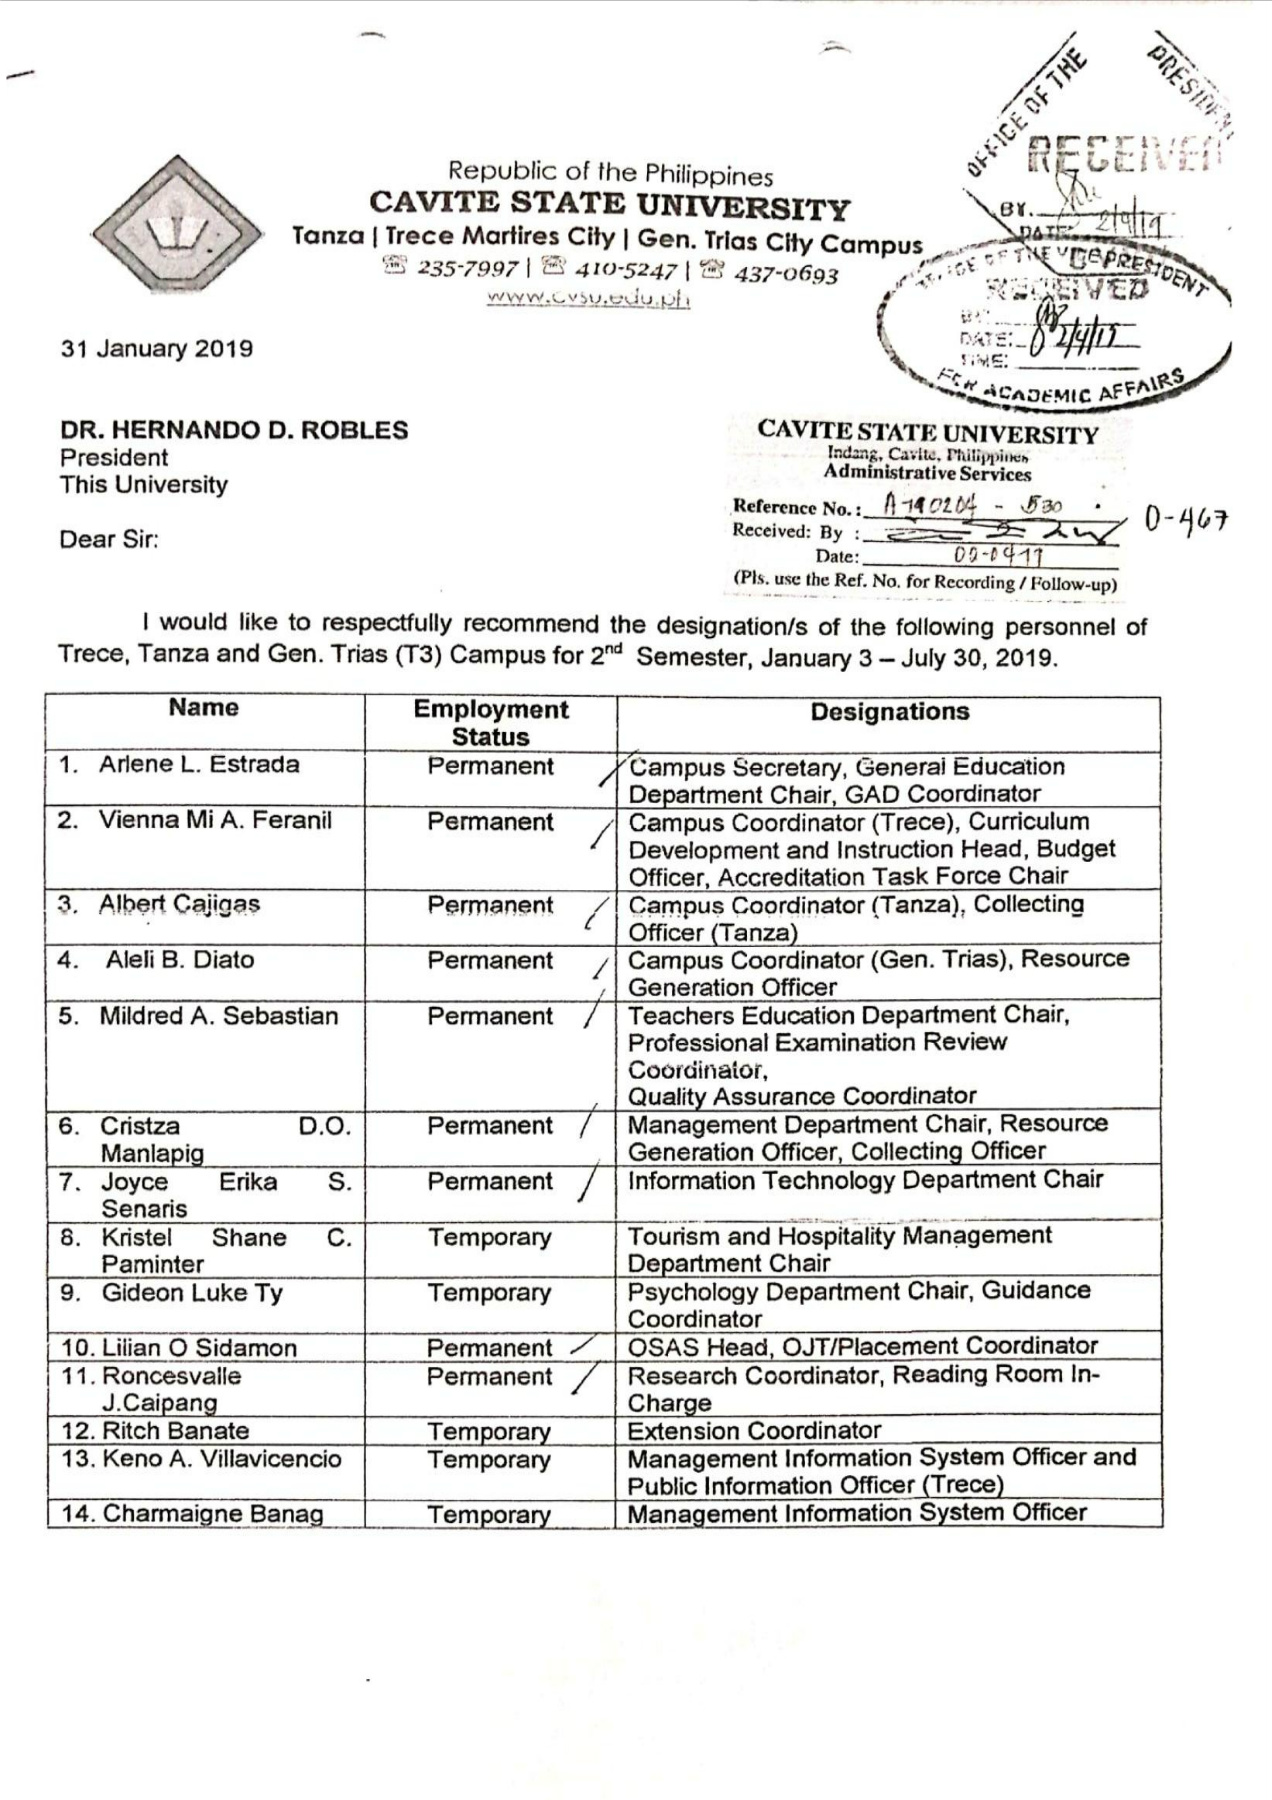 OFFICE OF THE PRESIDENT
RECEIVED
BY.
DATE: 2/4/19
Republic of the Philippines
CAVITE STATE UNIVERSITY
Tanza | Trece Martires City | Gen. Trias City Campus
☏ 235-7997 | ☏ 410-5247 | ☏ 437-0693
www.cvsu.edu.ph
OFFICE OF THE VICE PRESIDENT
RECEIVED
BY:
DATE: 2/4/19
TIME:
FOR ACADEMIC AFFAIRS
31 January 2019
DR. HERNANDO D. ROBLES
President
This University
CAVITE STATE UNIVERSITY
Indang, Cavite, Philippines
Administrative Services
Reference No.: A190204 - 530
0-467
Received: By :
Date:
(Pls. use the Ref. No. for Recording / Follow-up)
Dear Sir:
I would like to respectfully recommend the designation/s of the following personnel of
Trece, Tanza and Gen. Trias (T3) Campus for 2nd Semester, January 3 – July 30, 2019.
Name Employment Status Designations
1. Arlene L. Estrada Permanent Campus Secretary, General Education
Department Chair, GAD Coordinator
2. Vienna Mi A. Feranil Permanent Campus Coordinator (Trece), Curriculum
Development and Instruction Head, Budget
Officer, Accreditation Task Force Chair
3. Albert Cajigas Permanent Campus Coordinator (Tanza), Collecting
Officer (Tanza)
4. Aleli B. Diato Permanent Campus Coordinator (Gen. Trias), Resource
Generation Officer
5. Mildred A. Sebastian Permanent Teachers Education Department Chair,
Professional Examination Review
Coordinator,
Quality Assurance Coordinator
6. Cristza D.O. Permanent Management Department Chair, Resource
Manlapig Generation Officer, Collecting Officer
7. Joyce Erika S. Permanent Information Technology Department Chair
Senaris
8. Kristel Shane C. Temporary Tourism and Hospitality Management
Paminter Department Chair
9. Gideon Luke Ty Temporary Psychology Department Chair, Guidance
Coordinator
10. Lilian O Sidamon Permanent OSAS Head, OJT/Placement Coordinator
11. Roncesvalle Permanent Research Coordinator, Reading Room In-
J.Caipang Charge
12. Ritch Banate Temporary Extension Coordinator
13. Keno A. Villavicencio Temporary Management Information System Officer and
Public Information Officer (Trece)
14. Charmaigne Banag Temporary Management Information System Officer